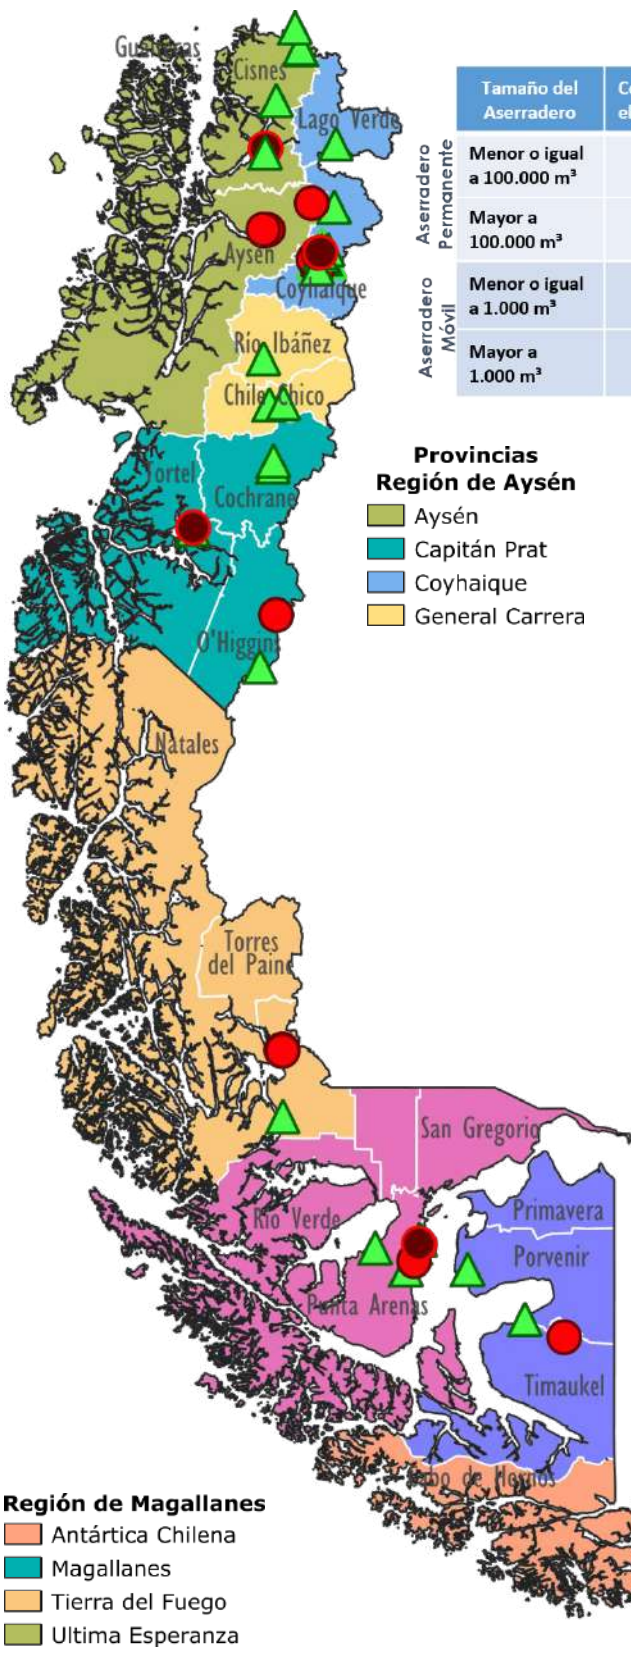 Guaitecas
Cisnes
Lago Verde
Aysén
Coyhaique
Río Ibáñez
Chile Chico
Tortel
Cochrane
O'Higgins
Natales
Torres
del Paine
San Gregorio
Río Verde
Primavera
Porvenir
Punta Arenas
Timaukel
Cabo de Hornos
Tamaño del
Aserradero
Aserradero
Permanente
Menor o igual
a 100.000 m³
Mayor a
100.000 m³
Aserradero
Móvil
Menor o igual
a 1.000 m³
Mayor a
1.000 m³
Provincias
Región de Aysén
Aysén
Capitán Prat
Coyhaique
General Carrera
Región de Magallanes
Antártica Chilena
Magallanes
Tierra del Fuego
Ultima Esperanza